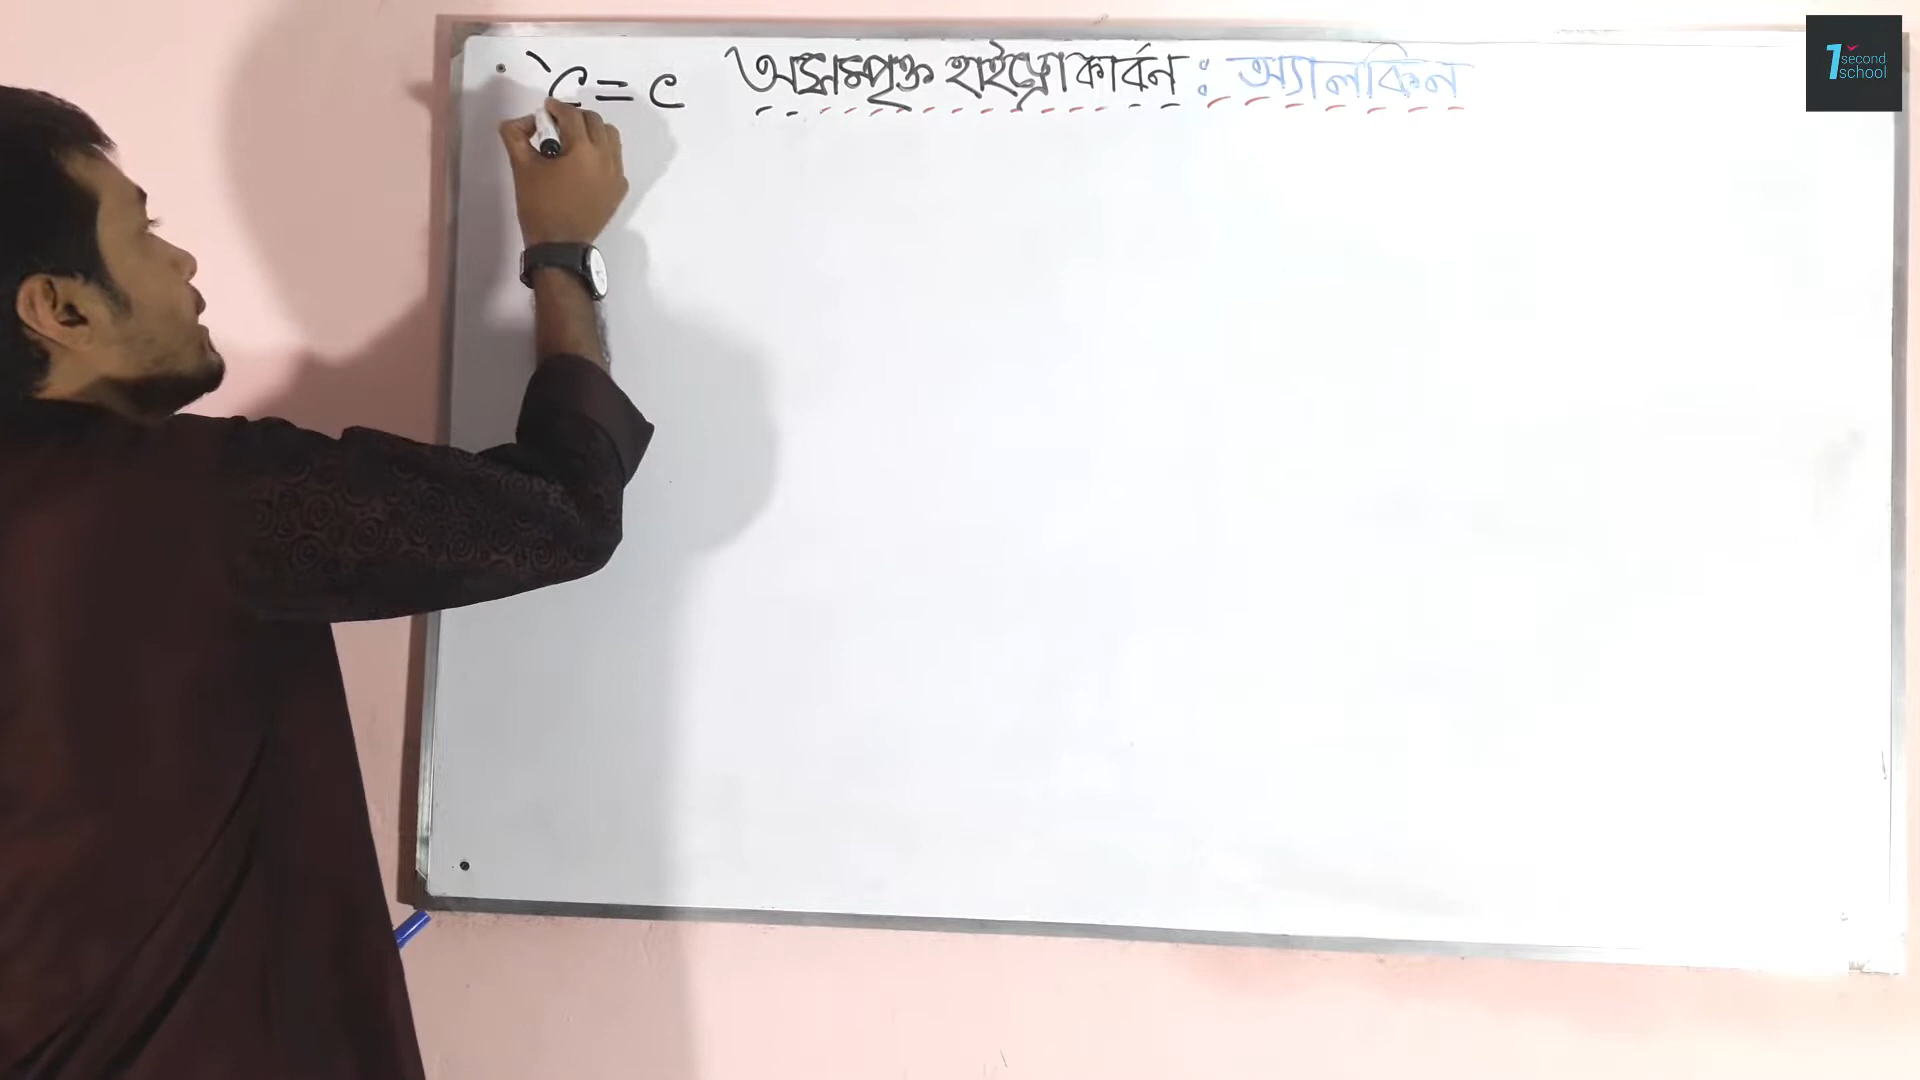 C = C অসম্পৃক্ত হাইড্রোকার্বন : অ্যালকিন
1 second school